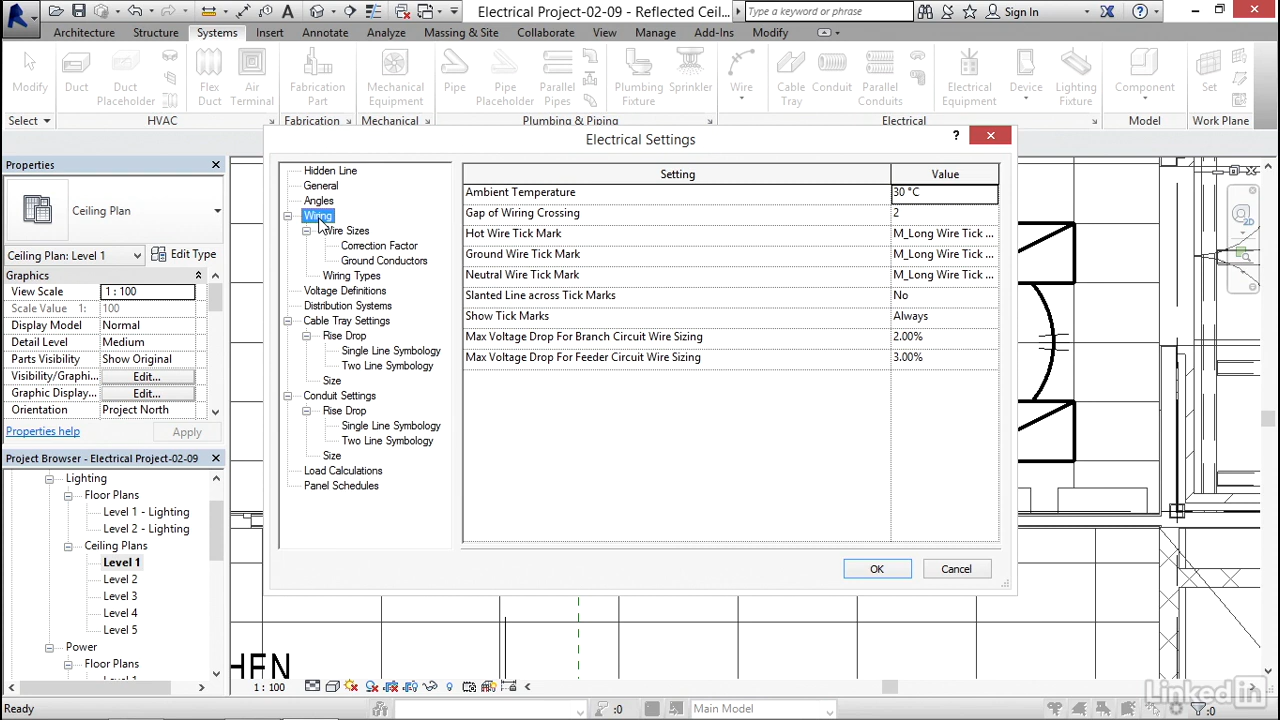 Electrical Project-02-09 - Reflected Ceil...
Type a keyword or phrase
Sign In
Architecture Structure Systems Insert Annotate Analyze Massing & Site Collaborate View Manage Add-Ins Modify
Modify Duct Duct Placeholder Flex Duct Air Terminal Fabrication Part Mechanical Equipment Pipe Pipe Placeholder Parallel Pipes Plumbing Fixture Sprinkler Wire Cable Tray Conduit Parallel Conduits Electrical Equipment Device Lighting Fixture Component Set
Select HVAC Fabrication Mechanical Plumbing & Piping Electrical Model Work Plane
Properties
Ceiling Plan
Ceiling Plan: Level 1 Edit Type
Graphics
View Scale 1 : 100
Scale Value 1: 100
Display Model Normal
Detail Level Medium
Parts Visibility Show Original
Visibility/Graphi... Edit...
Graphic Display... Edit...
Orientation Project North
Properties help Apply
Project Browser - Electrical Project-02-09
Lighting
Floor Plans
Level 1 - Lighting
Level 2 - Lighting
Ceiling Plans
Level 1
Level 2
Level 3
Level 4
Level 5
Power
Floor Plans
Electrical Settings
Hidden Line
General
Angles
Wiring
Wire Sizes
Correction Factor
Ground Conductors
Wiring Types
Voltage Definitions
Distribution Systems
Cable Tray Settings
Rise Drop
Single Line Symbology
Two Line Symbology
Size
Conduit Settings
Rise Drop
Single Line Symbology
Two Line Symbology
Size
Load Calculations
Panel Schedules
Setting Value
Ambient Temperature 30 °C
Gap of Wiring Crossing 2
Hot Wire Tick Mark M_Long Wire Tick ...
Ground Wire Tick Mark M_Long Wire Tick ...
Neutral Wire Tick Mark M_Long Wire Tick ...
Slanted Line across Tick Marks No
Show Tick Marks Always
Max Voltage Drop For Branch Circuit Wire Sizing 2.00%
Max Voltage Drop For Feeder Circuit Wire Sizing 3.00%
OK Cancel
1 : 100
Ready :0 Main Model :0
Linked in